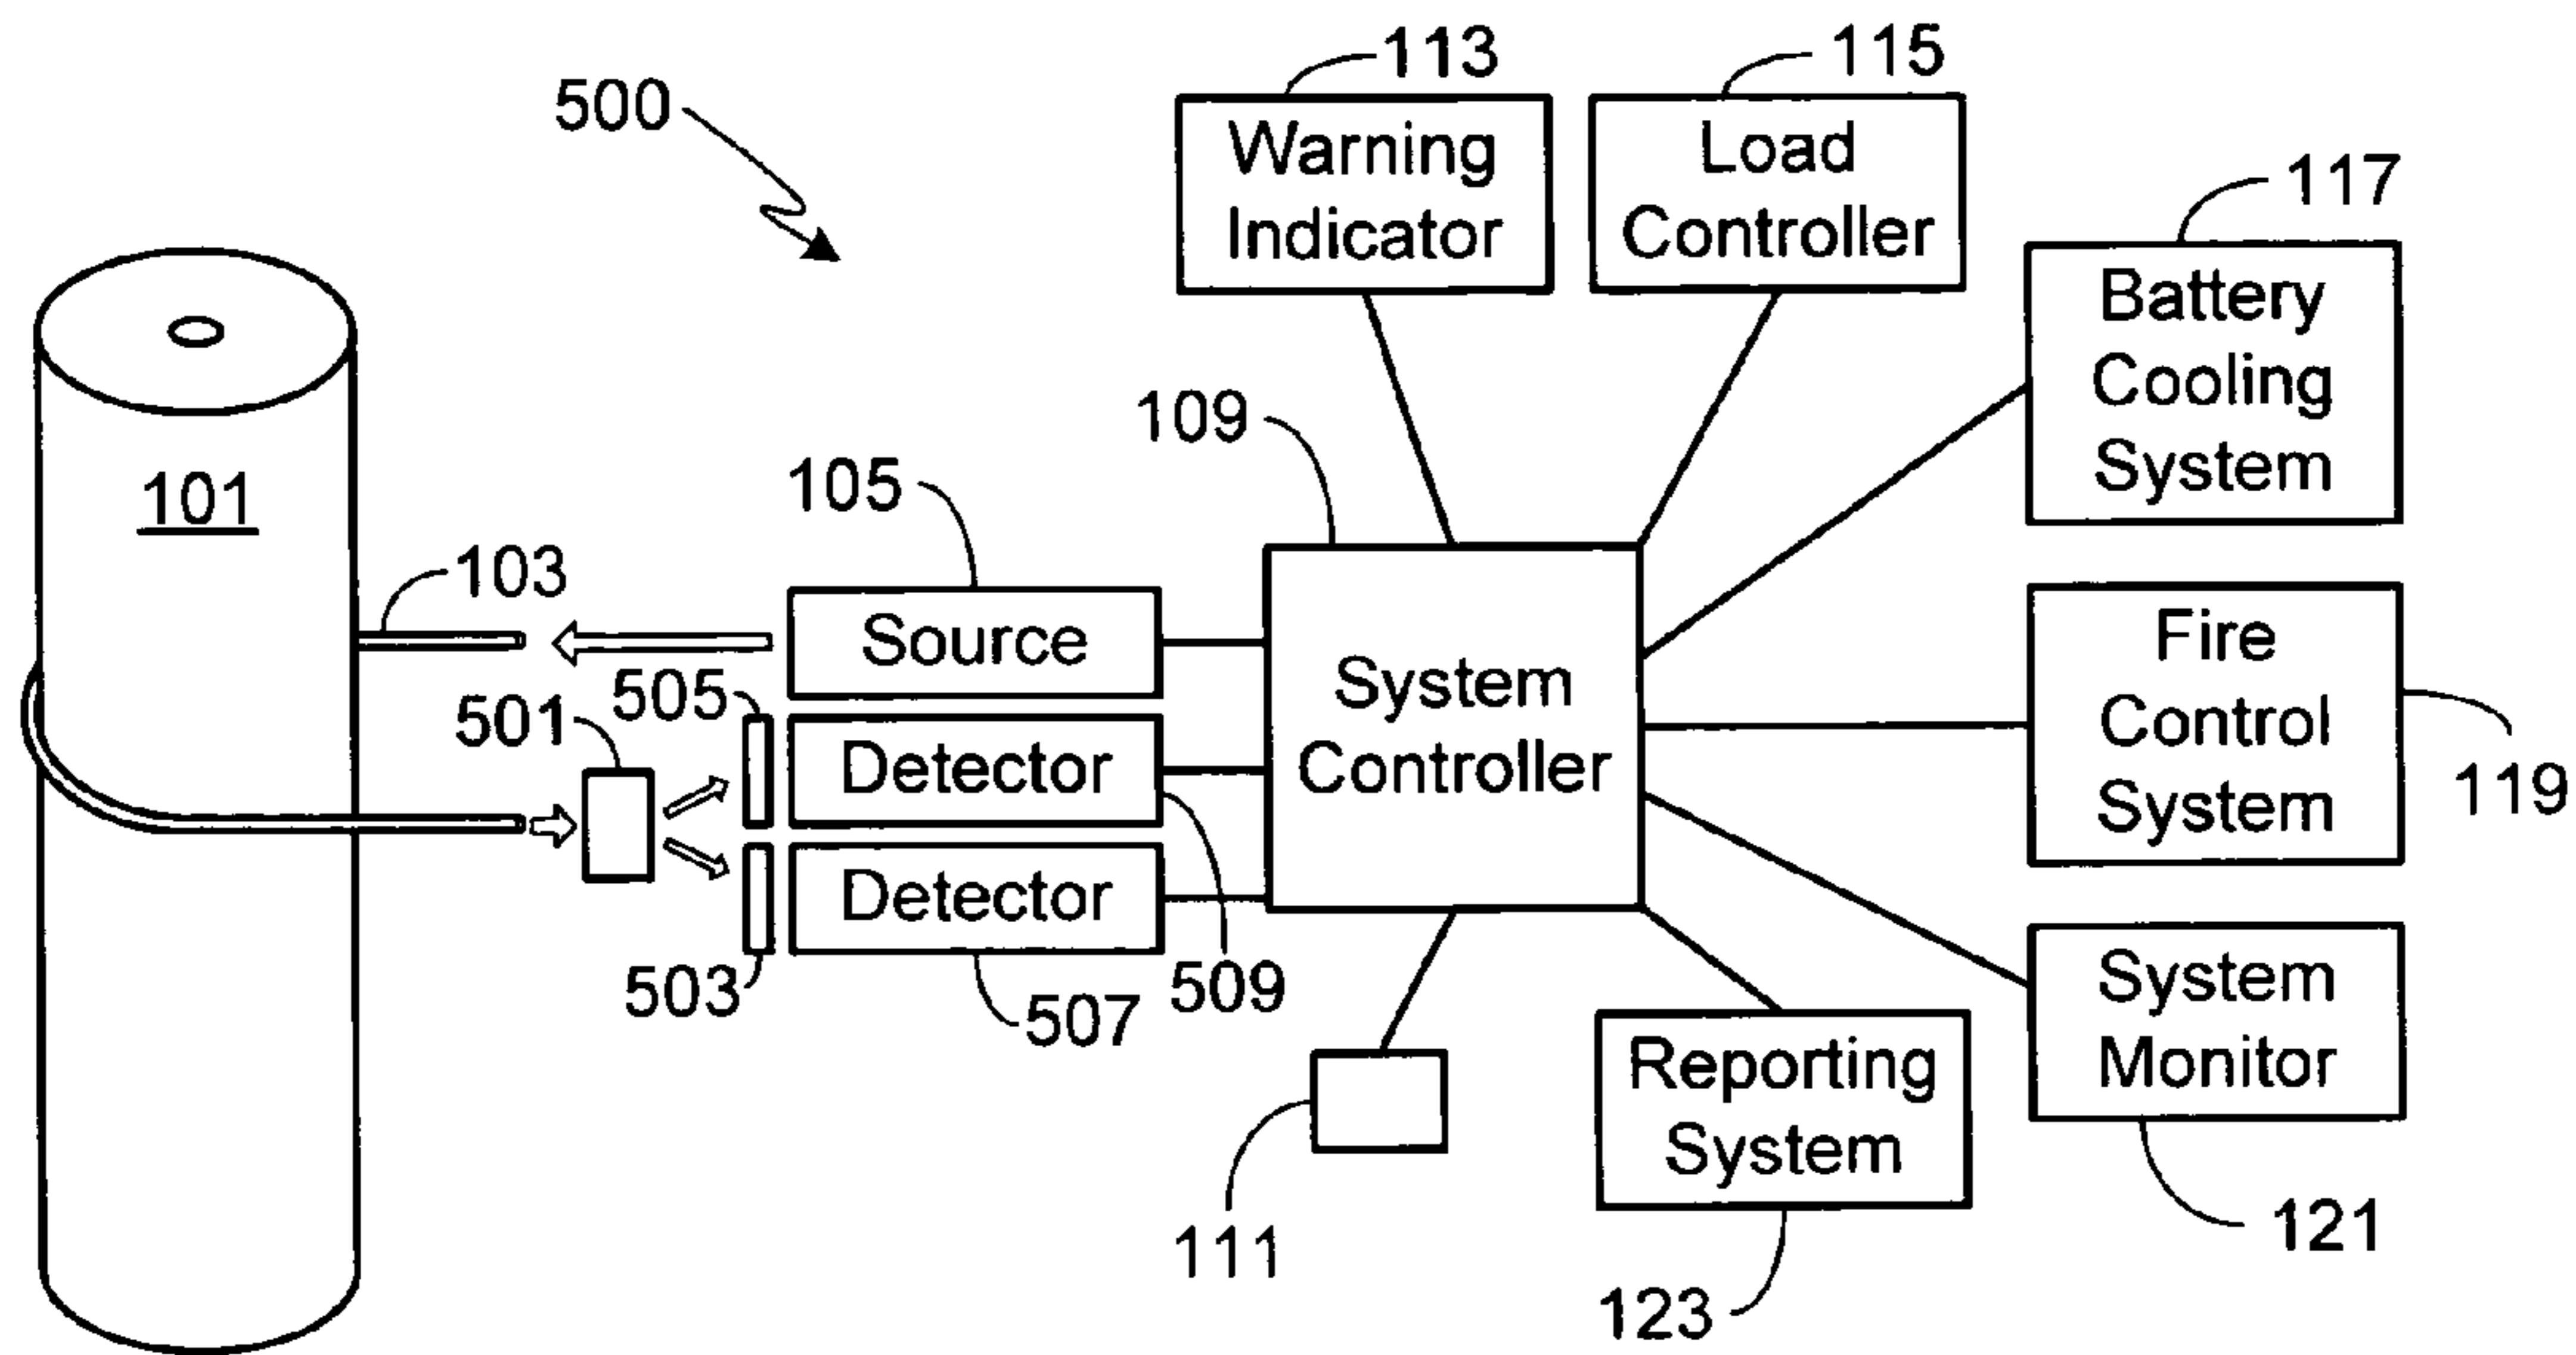 113
115
500
Warning
Indicator
Load
Controller
117
Battery
Cooling
System
109
101
105
103
Source
505
501
System
Controller
Detector
Detector
Fire
Control
System
119
503
507
509
System
Monitor
Reporting
System
111
121
123